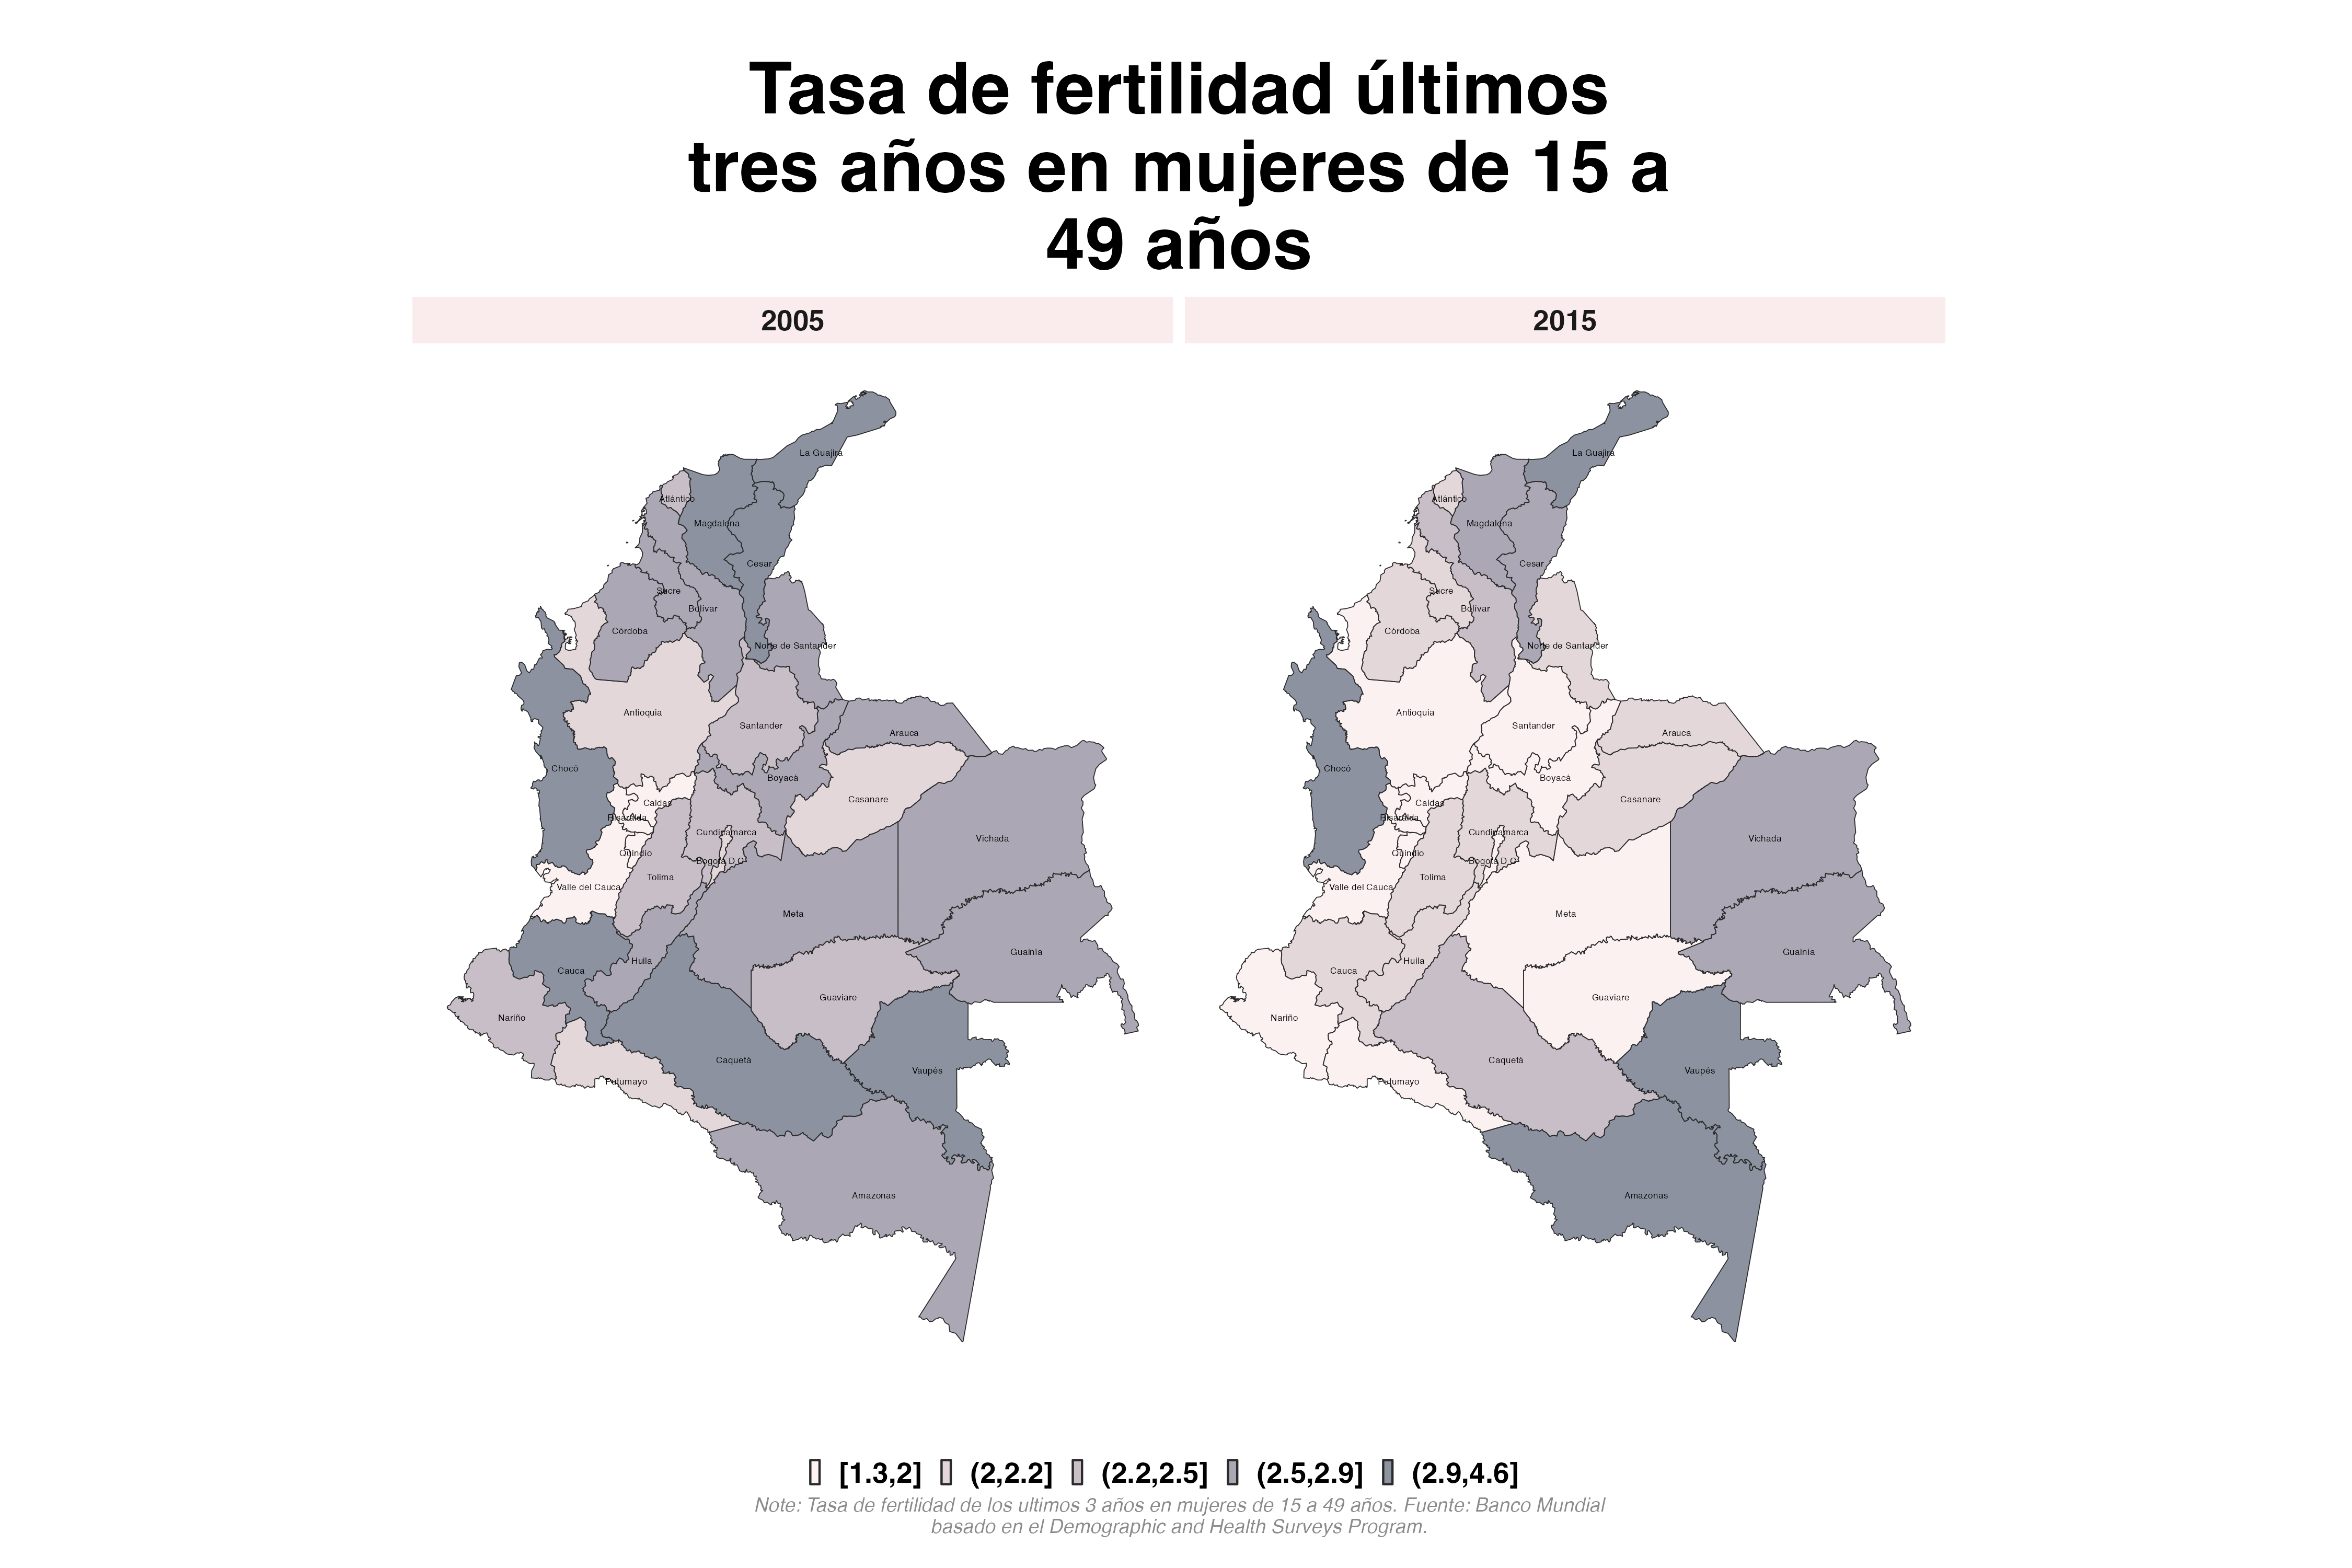 Tasa de fertilidad últimos
tres años en mujeres de 15 a
49 años
2005
2015
La Guajira
Atlántico
Magdalena
Cesar
Sucre
Bolívar
Córdoba
Norte de Santander
Antioquia
Santander
Arauca
Chocó
Boyacá
Caldas
Casanare
Risaralda
Cundinamarca
Vichada
Quindío
Bogotá D.C.
Tolima
Valle del Cauca
Meta
Guainía
Huila
Cauca
Guaviare
Nariño
Caquetá
Vaupés
Putumayo
Amazonas
La Guajira
Atlántico
Magdalena
Cesar
Sucre
Bolívar
Córdoba
Norte de Santander
Antioquia
Santander
Arauca
Chocó
Boyacá
Caldas
Casanare
Risaralda
Cundinamarca
Vichada
Quindío
Bogotá D.C.
Tolima
Valle del Cauca
Meta
Guainía
Huila
Cauca
Guaviare
Nariño
Caquetá
Vaupés
Putumayo
Amazonas
[1.3,2] (2,2.2] (2.2,2.5] (2.5,2.9] (2.9,4.6]
Note: Tasa de fertilidad de los ultimos 3 años en mujeres de 15 a 49 años. Fuente: Banco Mundial
basado en el Demographic and Health Surveys Program.